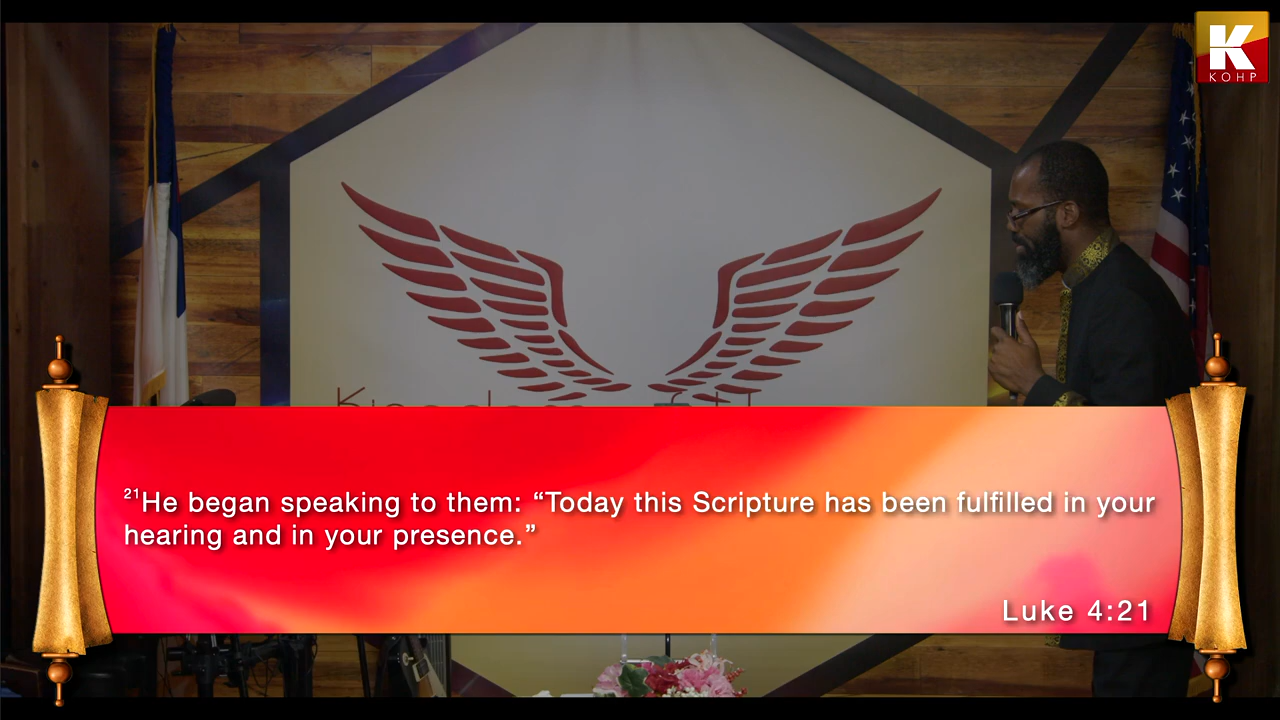 K
KOHP
²¹He began speaking to them: “Today this Scripture has been fulfilled in your
hearing and in your presence.”
Luke 4:21